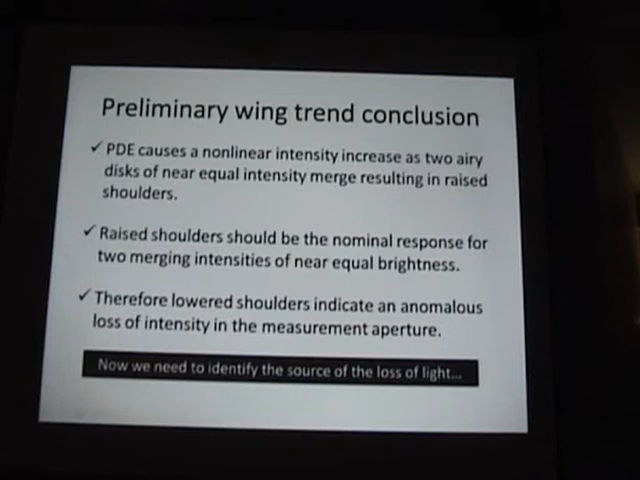 Preliminary wing trend conclusion
✓ PDE causes a nonlinear intensity increase as two airy
disks of near equal intensity merge resulting in raised
shoulders.
✓ Raised shoulders should be the nominal response for
two merging intensities of near equal brightness.
✓ Therefore lowered shoulders indicate an anomalous
loss of intensity in the measurement aperture.
Now we need to identify the source of the loss of light...